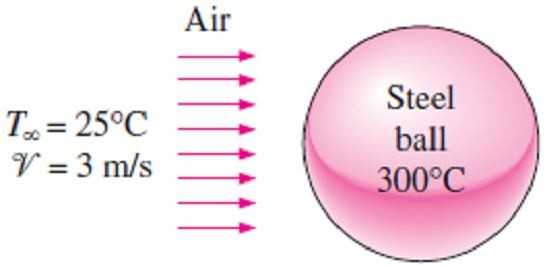 Air
T∞ = 25°C
𝒱 = 3 m/s
Steel
ball
300°C